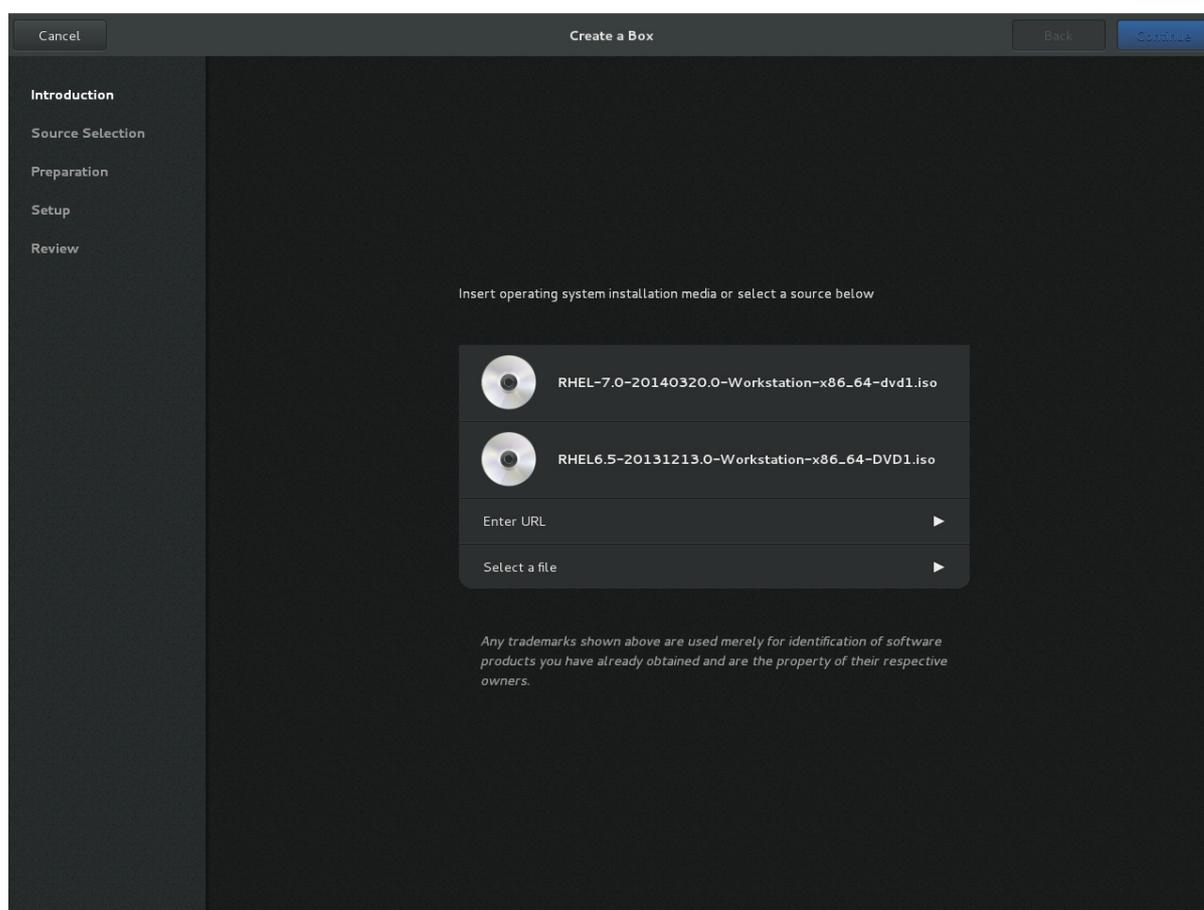 Cancel
Create a Box
Back
Continue
Introduction
Source Selection
Preparation
Setup
Review
Insert operating system installation media or select a source below
RHEL-7.0-20140320.0-Workstation-x86_64-dvd1.iso
RHEL6.5-20131213.0-Workstation-x86_64-DVD1.iso
Enter URL
Select a file
Any trademarks shown above are used merely for identification of software
products you have already obtained and are the property of their respective
owners.